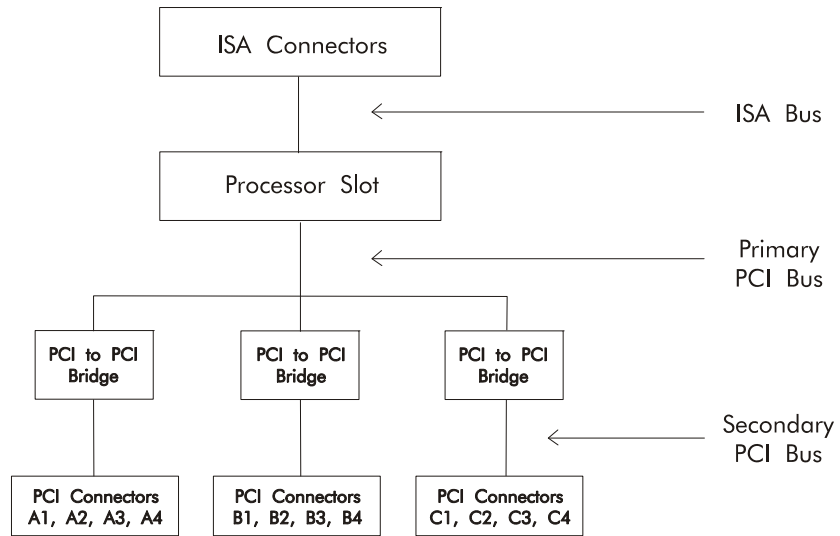 ISA Connectors
ISA Bus
Processor Slot
Primary
PCI Bus
PCI to PCI
Bridge
PCI to PCI
Bridge
PCI to PCI
Bridge
Secondary
PCI Bus
PCI Connectors
A1, A2, A3, A4
PCI Connectors
B1, B2, B3, B4
PCI Connectors
C1, C2, C3, C4